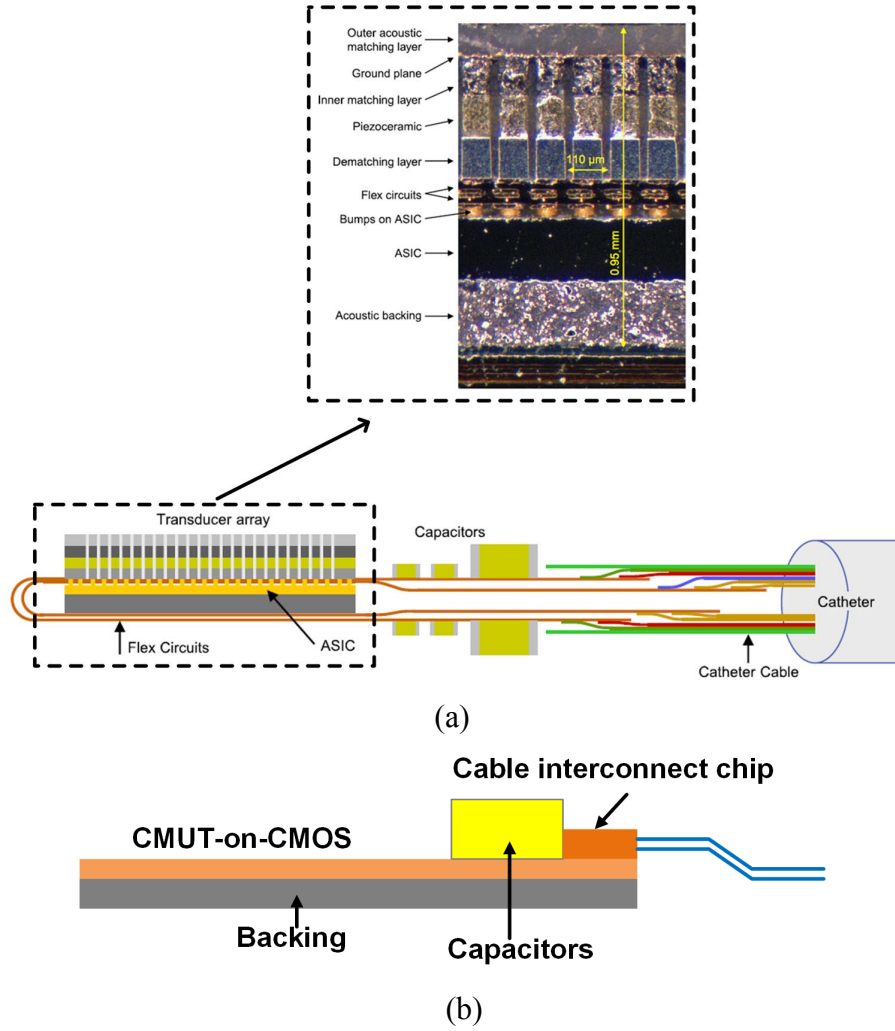 Outer acoustic
matching layer
Ground plane
Inner matching layer
Piezoceramic
Dematching layer
110 µm
Flex circuits
Bumps on ASIC
ASIC
0.95 mm
Acoustic backing
Transducer array
Capacitors
Catheter
Flex Circuits
ASIC
Catheter Cable
(a)
Cable interconnect chip
CMUT-on-CMOS
Backing
Capacitors
(b)